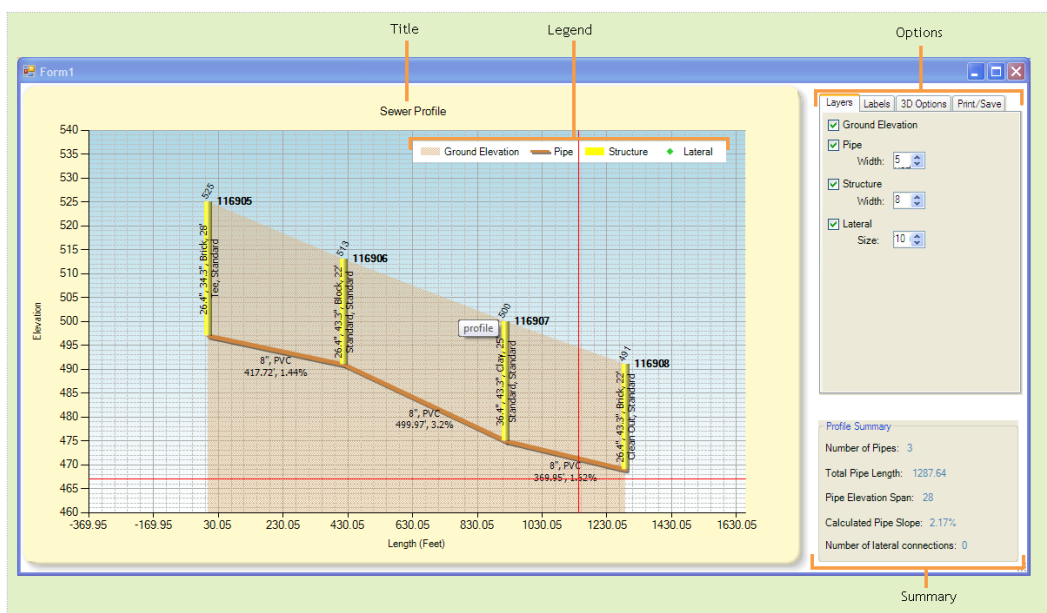 Title
Legend
Options
Form1
Sewer Profile
Layers Labels 3D Options Print/Save
Ground Elevation Pipe Structure Lateral
Ground Elevation
Pipe
Width: 5
Structure
Width: 8
Lateral
Size: 10
540
535
530
525
520
515
510
505
500
495
490
485
480
475
470
465
460
Elevation
525
116905
26.4", 34.3", Brick, 28'
Tee, Standard
513
116906
26.4", 43.3", Block, 22'
Standard, Standard
500
116907
profile
36.4", 43.3", Clay, 25'
Standard, Standard
491
116908
26.4", 43.3", Brick, 22'
Clean Out, Standard
8", PVC
417.72', 1.44%
8", PVC
499.97', 3.2%
8", PVC
369.95', 1.62%
-369.95 -169.95 30.05 230.05 430.05 630.05 830.05 1030.05 1230.05 1430.05 1630.05
Length (Feet)
Profile Summary
Number of Pipes: 3
Total Pipe Length: 1287.64
Pipe Elevation Span: 28
Calculated Pipe Slope: 2.17%
Number of lateral connections: 0
Summary